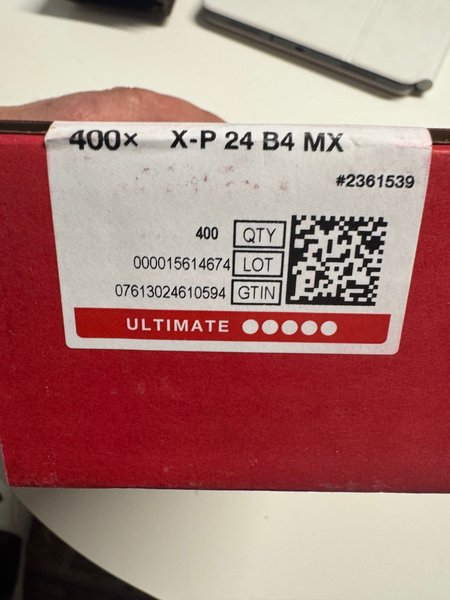 400× X-P 24 B4 MX
#2361539
400 QTY
000015614674 LOT
07613024610594 GTIN
ULTIMATE